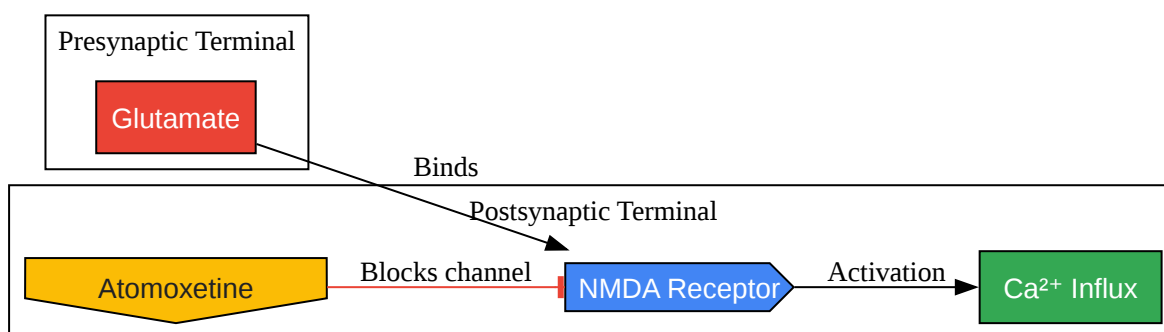 Presynaptic Terminal
Glutamate
Binds
Postsynaptic Terminal
Atomoxetine
Blocks channel
NMDA Receptor
Activation
Ca²⁺ Influx